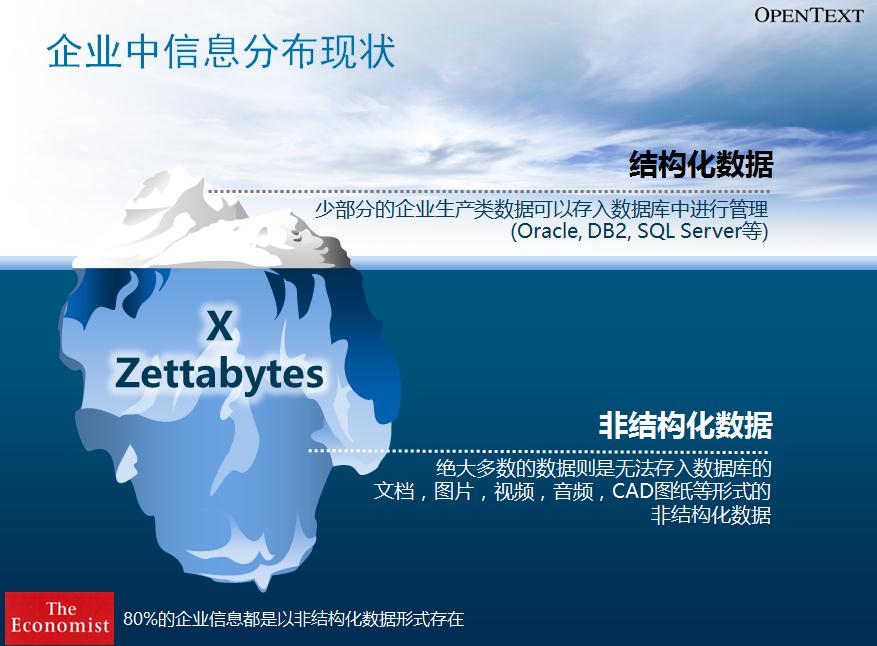 OPENTEXT
企业中信息分布现状
结构化数据
少部分的企业生产类数据可以存入数据库中进行管理
(Oracle, DB2, SQL Server等)
X
Zettabytes
非结构化数据
绝大多数的数据则是无法存入数据库的
文档，图片，视频，音频，CAD图纸等形式的
非结构化数据
The
Economist
80%的企业信息都是以非结构化数据形式存在